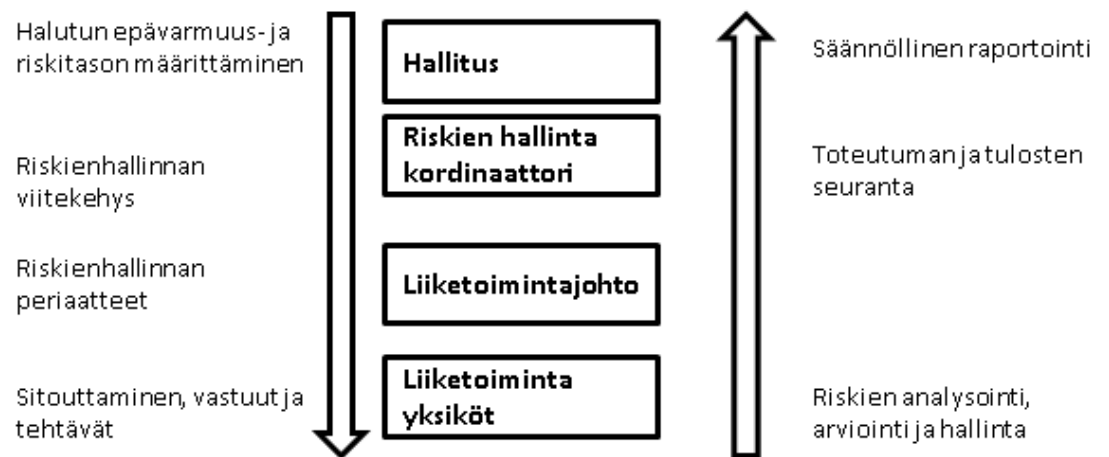 Halutun epävarmuus- ja
riskitason määrittäminen
Riskienhallinnan
viitekehys
Riskienhallinnan
periaatteet
Sitouttaminen, vastuut ja
tehtävät
Hallitus
Riskien hallinta
kordinaattori
Liiketoimintajohto
Liiketoiminta
yksiköt
Säännöllinen raportointi
Toteutuman ja tulosten
seuranta
Riskien analysointi,
arviointi ja hallinta